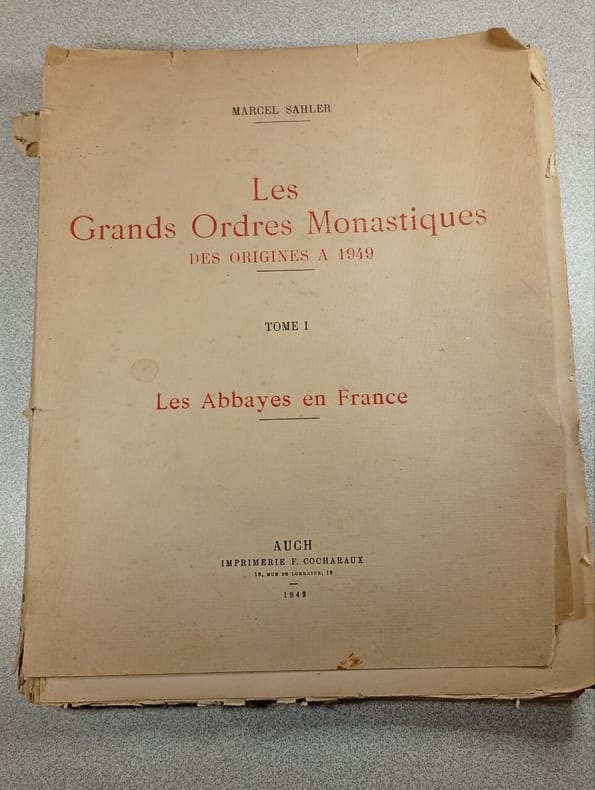 MARCEL SAHLER
Les
Grands Ordres Monastiques
DES ORIGINES A 1949
TOME I
Les Abbayes en France
AUCH
IMPRIMERIE F. COCHARAUX
18, RUE DE LORRAINE, 18
1949